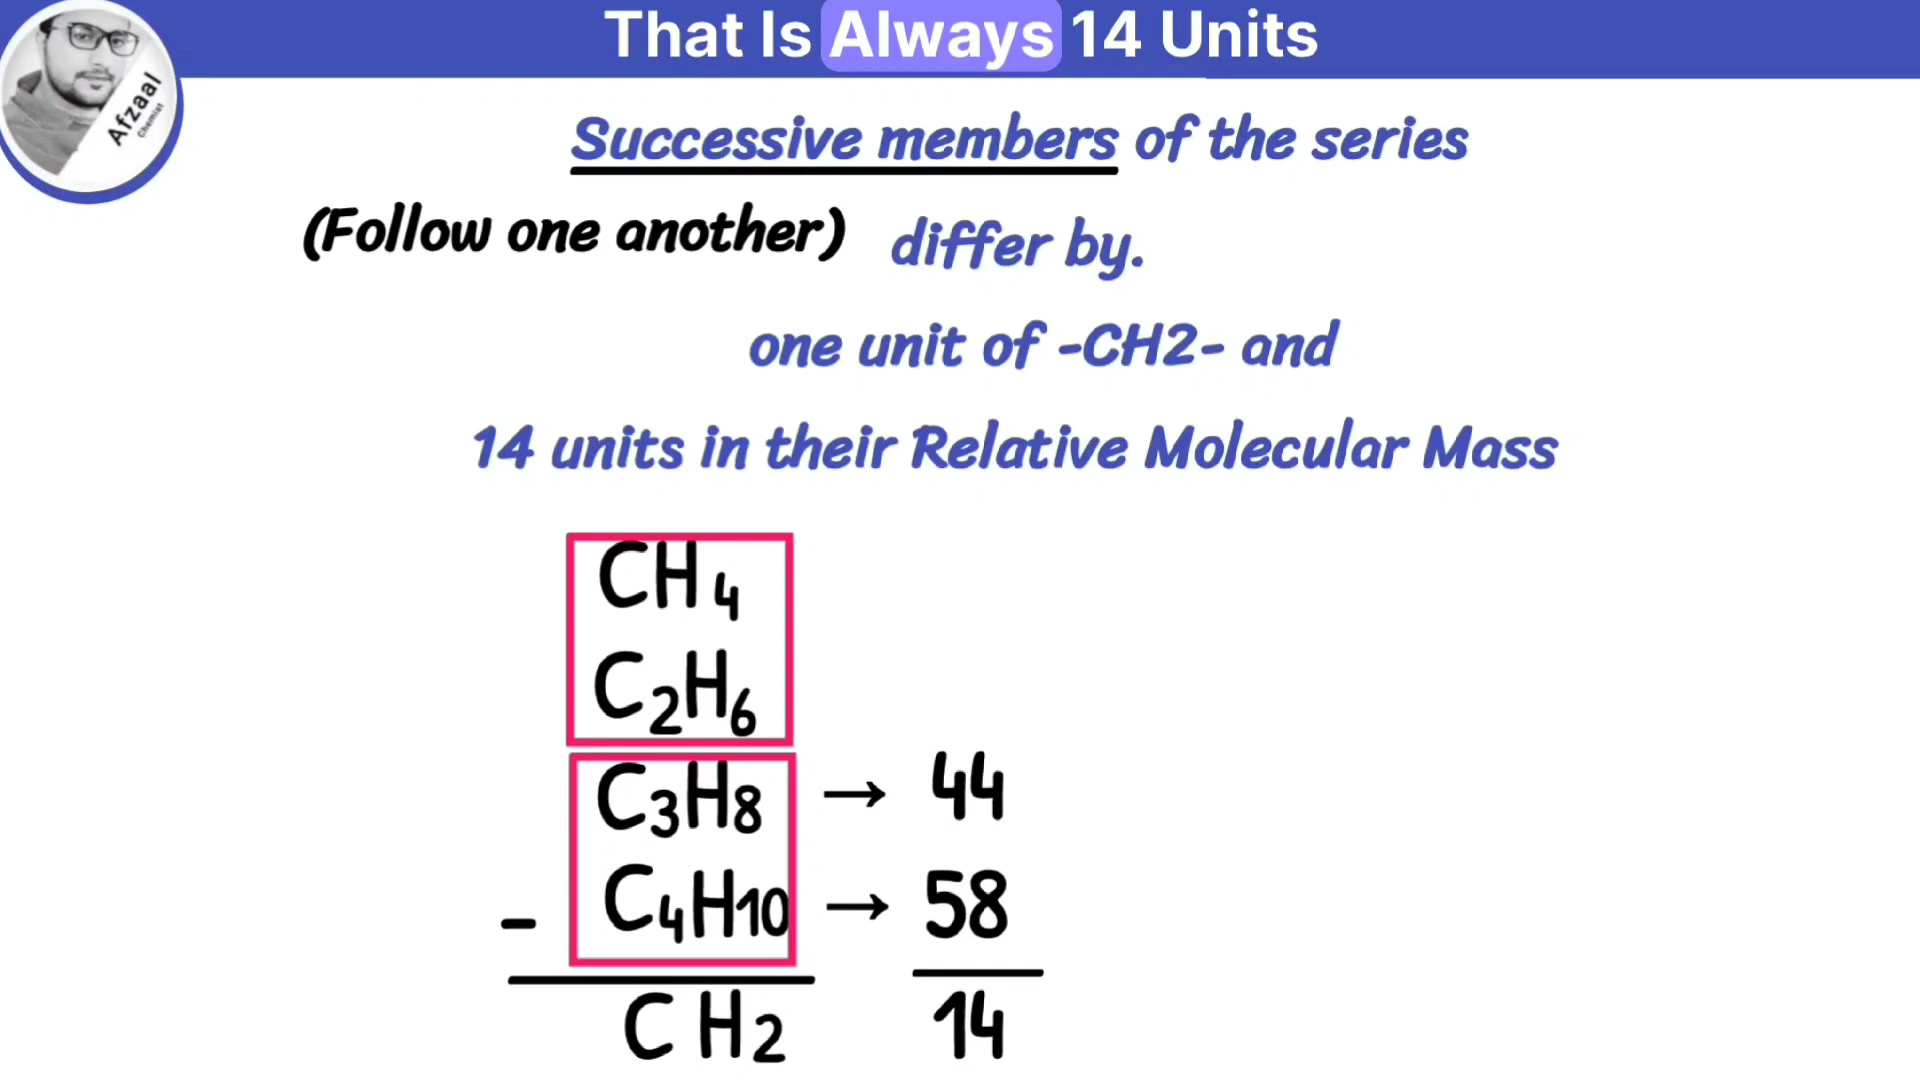 That Is Always 14 Units
Afzaal
Chemist
Successive members of the series
(Follow one another) differ by.
one unit of -CH2- and
14 units in their Relative Molecular Mass
CH4
C2H6
C3H8 → 44
- C4H10 → 58
CH2 14